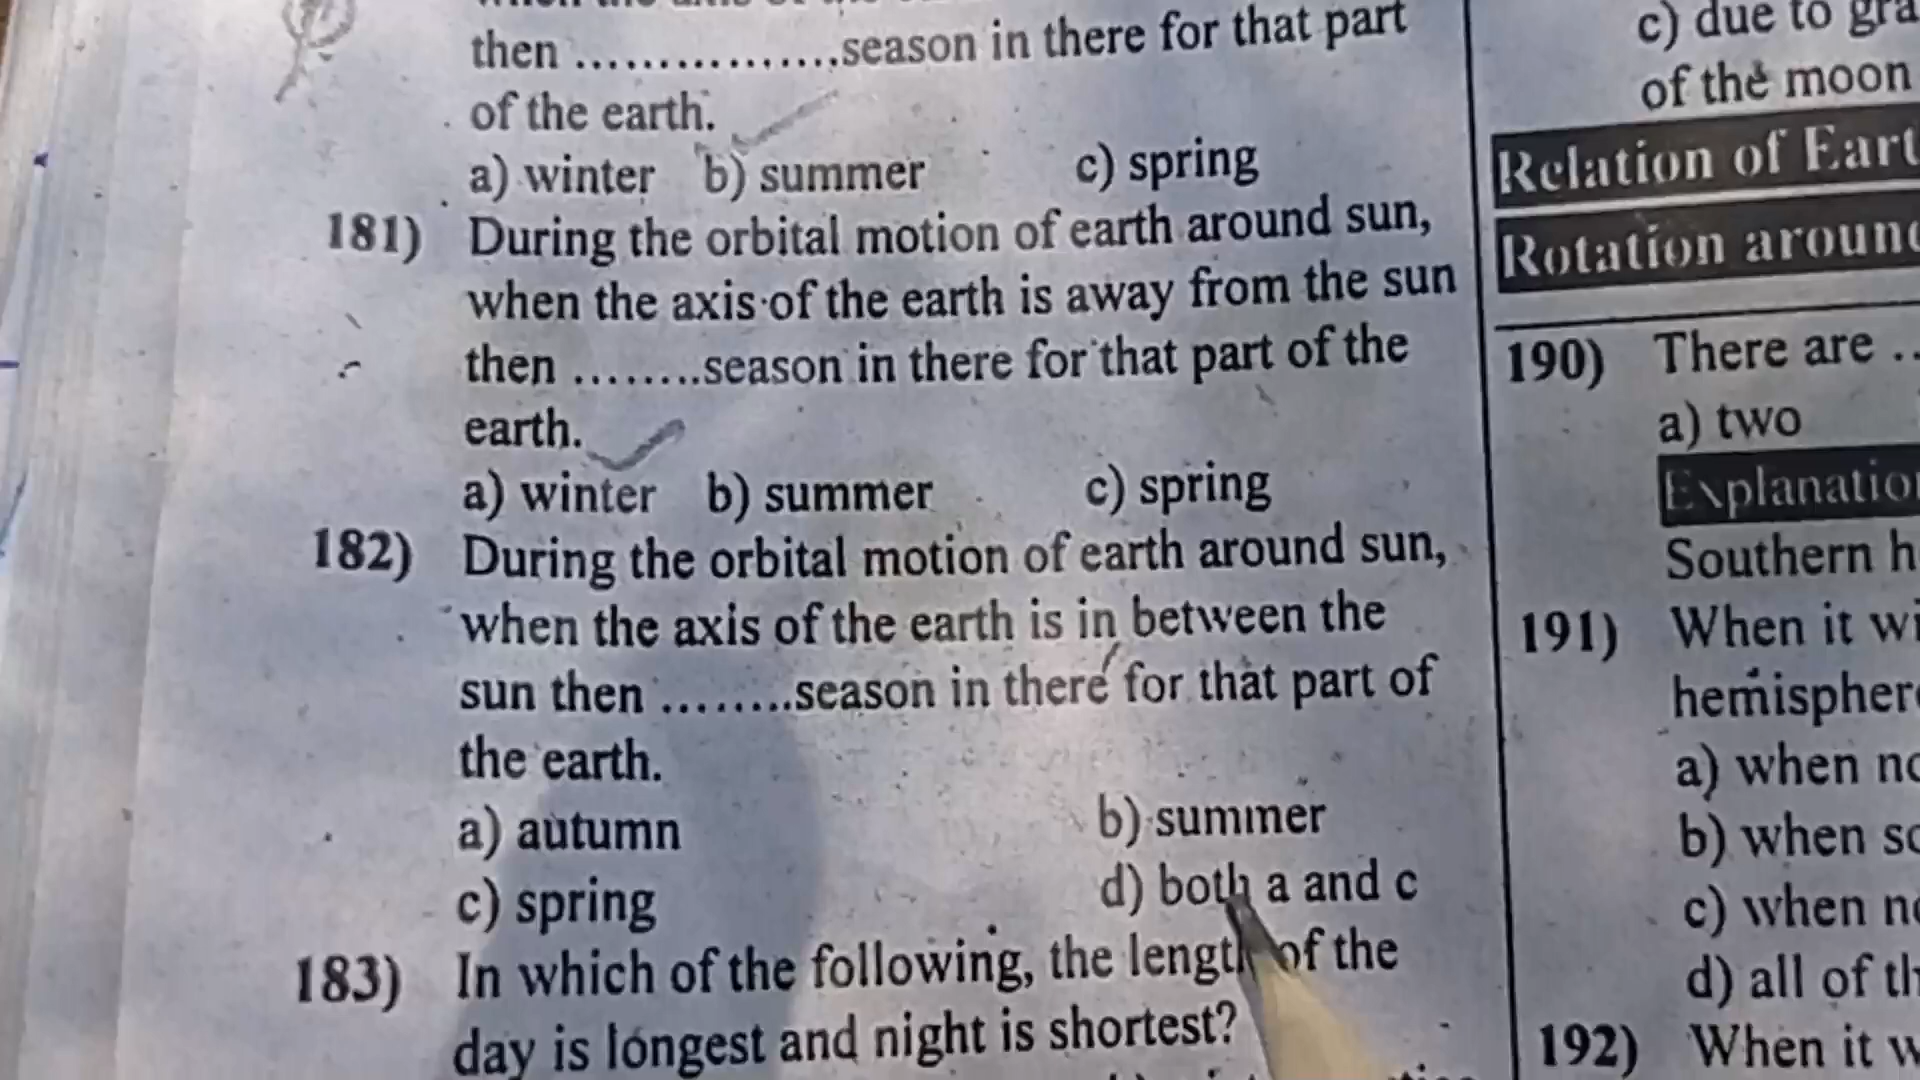 then ...............season in there for that part
of the earth.
a) winter b) summer c) spring
181) During the orbital motion of earth around sun,
when the axis of the earth is away from the sun
then ........season in there for that part of the
earth.
a) winter b) summer c) spring
182) During the orbital motion of earth around sun,
when the axis of the earth is in between the
sun then ........season in there for that part of
the earth.
a) autumn b) summer
c) spring d) both a and c
183) In which of the following, the length of the
day is longest and night is shortest?
c) due to
of the moon
Relation of
Rotation
190) There are ..
a) two
Southern
191) When it
a) when
b) when
c) when
d) all of
192) When it